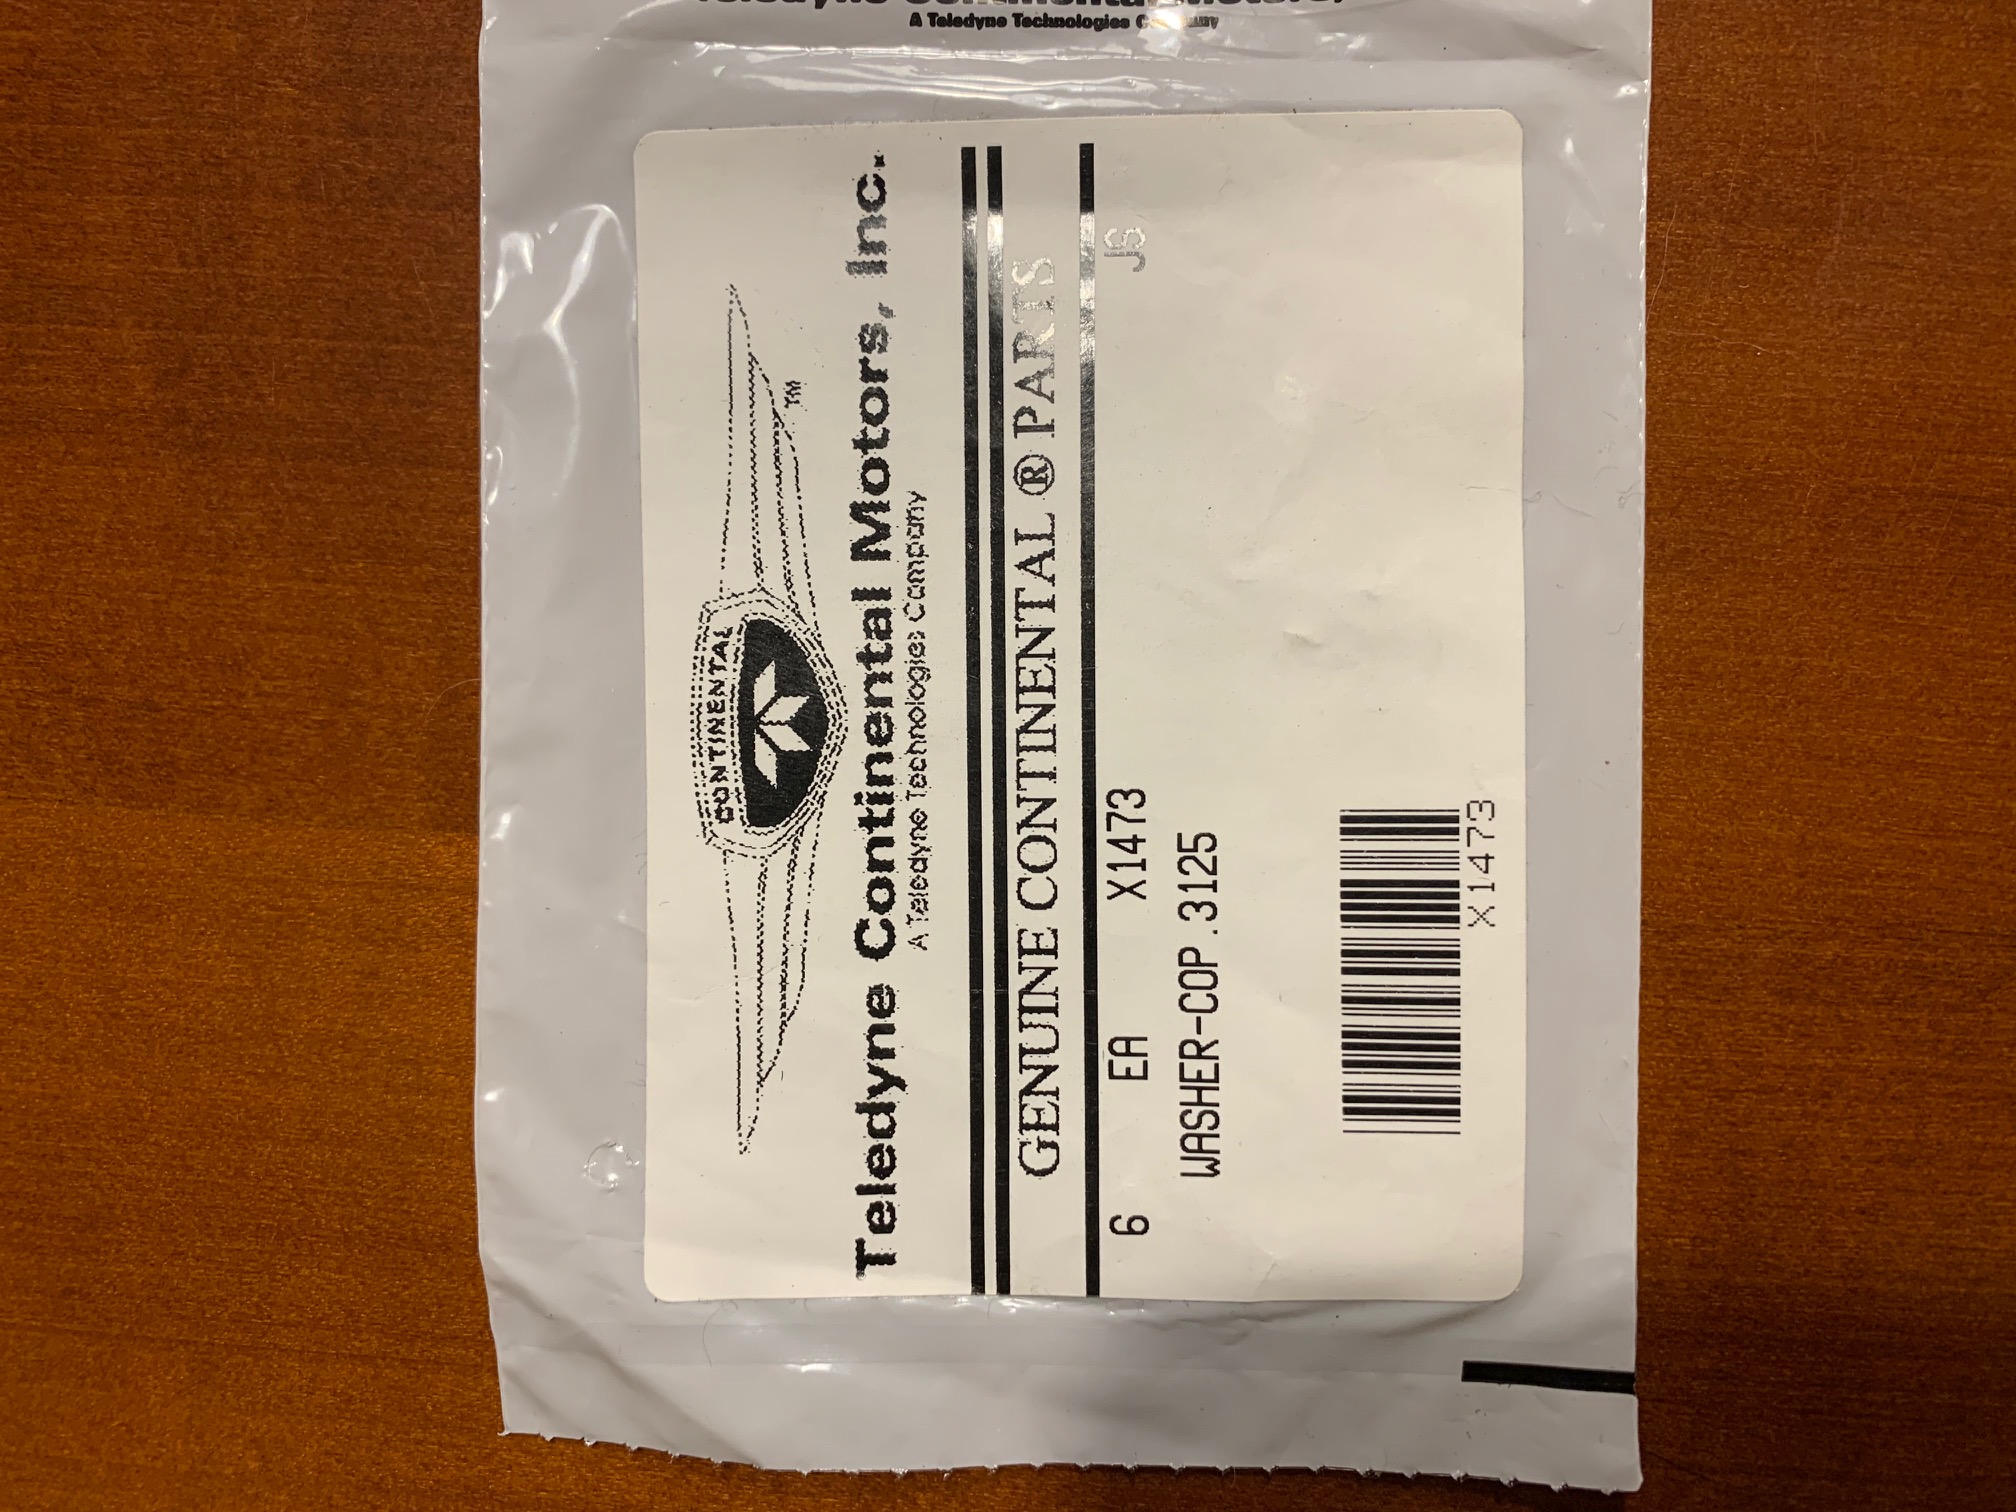 A Teledyne Technologies Company
CONTINENTAL
TM
Teledyne Continental Motors, Inc.
A Teledyne Technologies Company
GENUINE CONTINENTAL ® PARTS
6 EA X1473 JS
WASHER-COP .3125
X1473